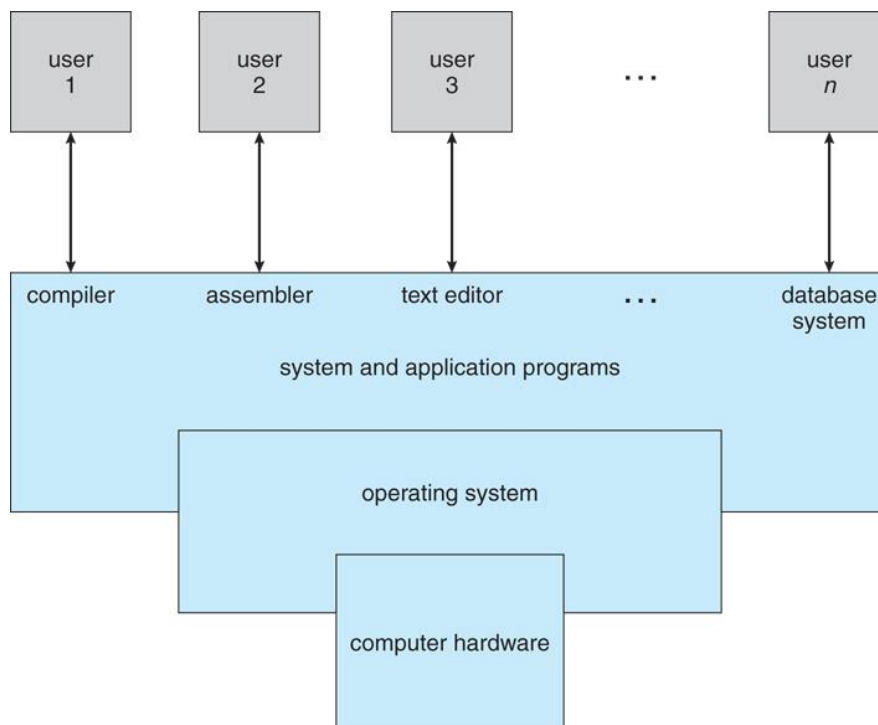 user
1
user
2
user
3
...
user
n
compiler
assembler
text editor
...
database
system
system and application programs
operating system
computer hardware